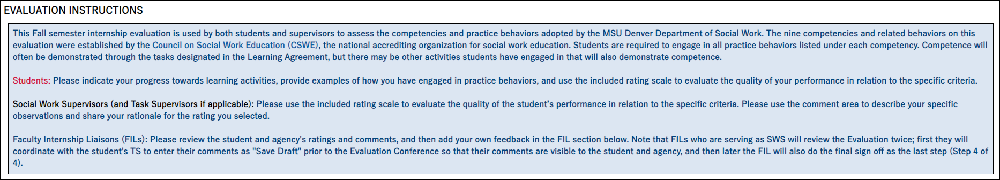 EVALUATION INSTRUCTIONS
This Fall semester internship evaluation is used by both students and supervisors to assess the competencies and practice behaviors adopted by the MSU Denver Department of Social Work. The nine competencies and related behaviors on this
evaluation were established by the Council on Social Work Education (CSWE), the national accrediting organization for social work education. Students are required to engage in all practice behaviors listed under each competency. Competence will
often be demonstrated through the tasks designated in the Learning Agreement, but there may be other activities students have engaged in that will also demonstrate competence.
Students: Please indicate your progress towards learning activities, provide examples of how you have engaged in practice behaviors, and use the included rating scale to evaluate the quality of your performance in relation to the specific criteria.
Social Work Supervisors (and Task Supervisors if applicable): Please use the included rating scale to evaluate the quality of the student’s performance in relation to the specific criteria. Please use the comment area to describe your specific
observations and share your rationale for the rating you selected.
Faculty Internship Liaisons (FILs): Please review the student and agency's ratings and comments, and then add your own feedback in the FIL section below. Note that FILs who are serving as SWS will review the Evaluation twice; first they will
coordinate with the student's TS to enter their comments as "Save Draft" prior to the Evaluation Conference so that their comments are visible to the student and agency, and then later the FIL will also do the final sign off as the last step (Step 4 of
4).